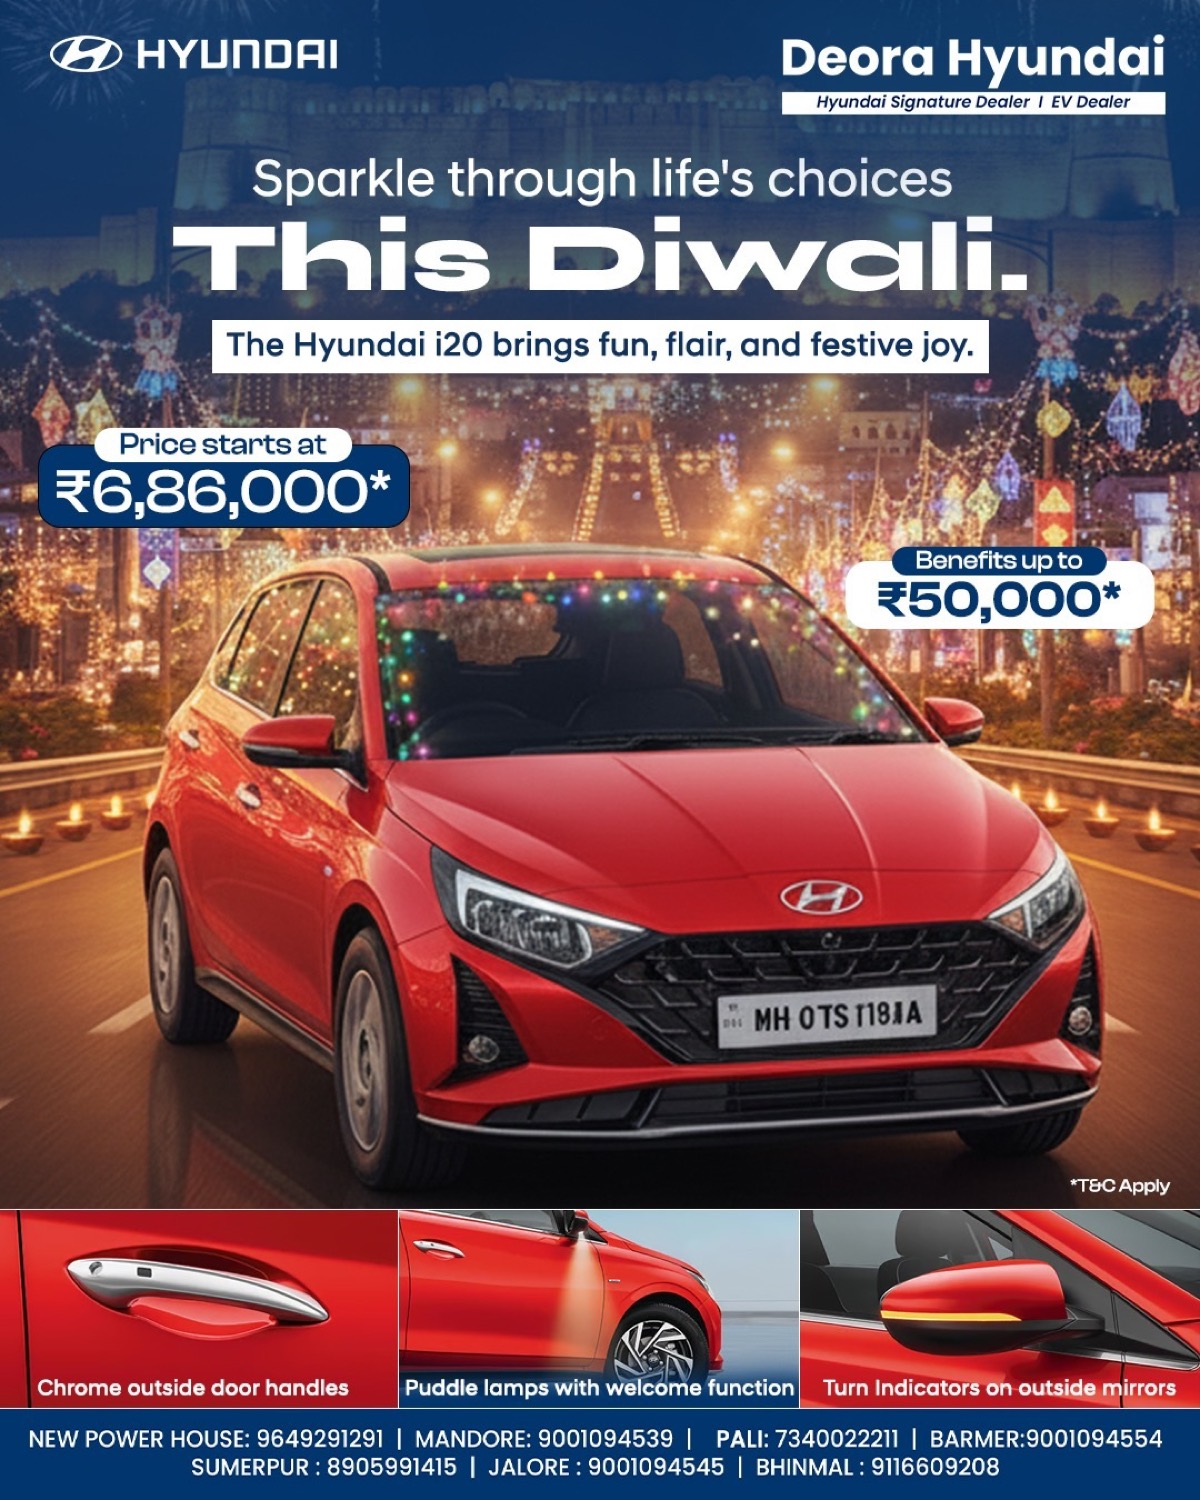 HYUNDAI
Deora Hyundai
Hyundai Signature Dealer I EV Dealer
Sparkle through life's choices
This Diwali.
The Hyundai i20 brings fun, flair, and festive joy.
Price starts at
₹6,86,000*
Benefits up to
₹50,000*
MH 0TS
*T&C Apply
Chrome outside door handles
Puddle lamps with welcome function
Turn Indicators on outside mirrors
NEW POWER HOUSE: 9649291291 | MANDORE: 9001094539 | PALI: 7340022211 | BARMER:9001094554
SUMERPUR : 8905991415 | JALORE : 9001094545 | BHINMAL : 9116609208